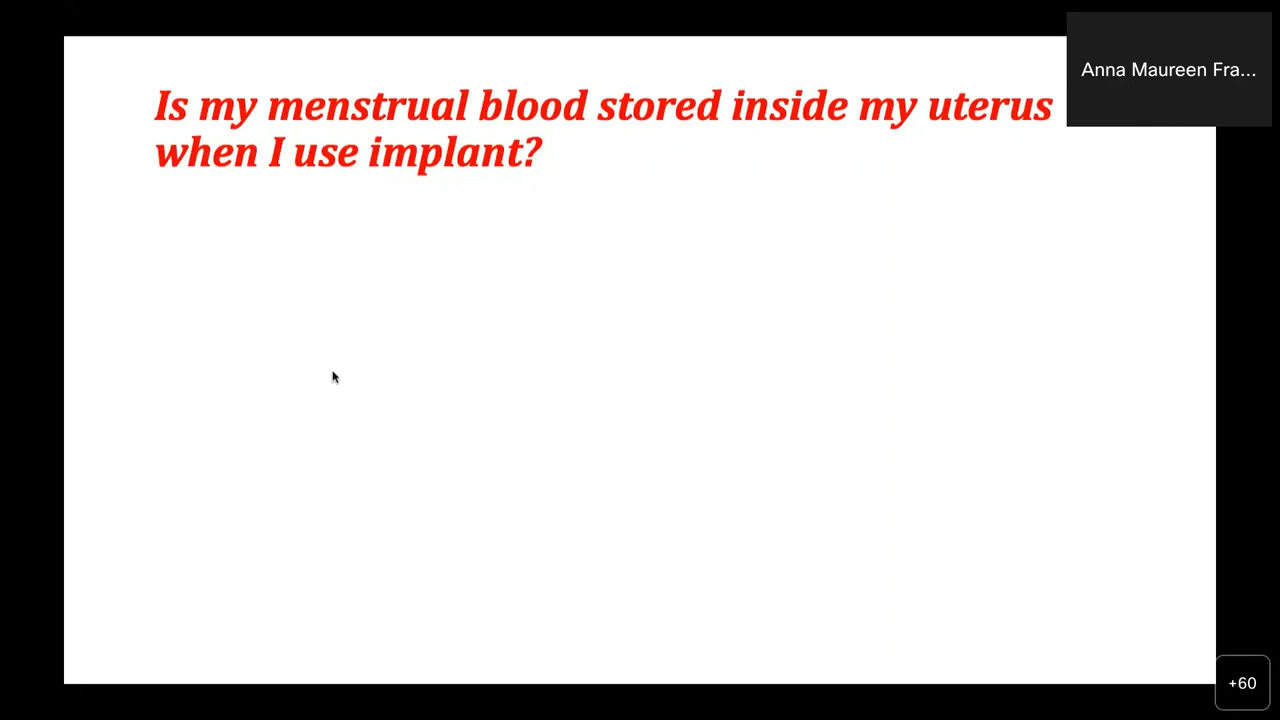 Is my menstrual blood stored inside my uterus
when I use implant?
Anna Maureen Fra...
+60